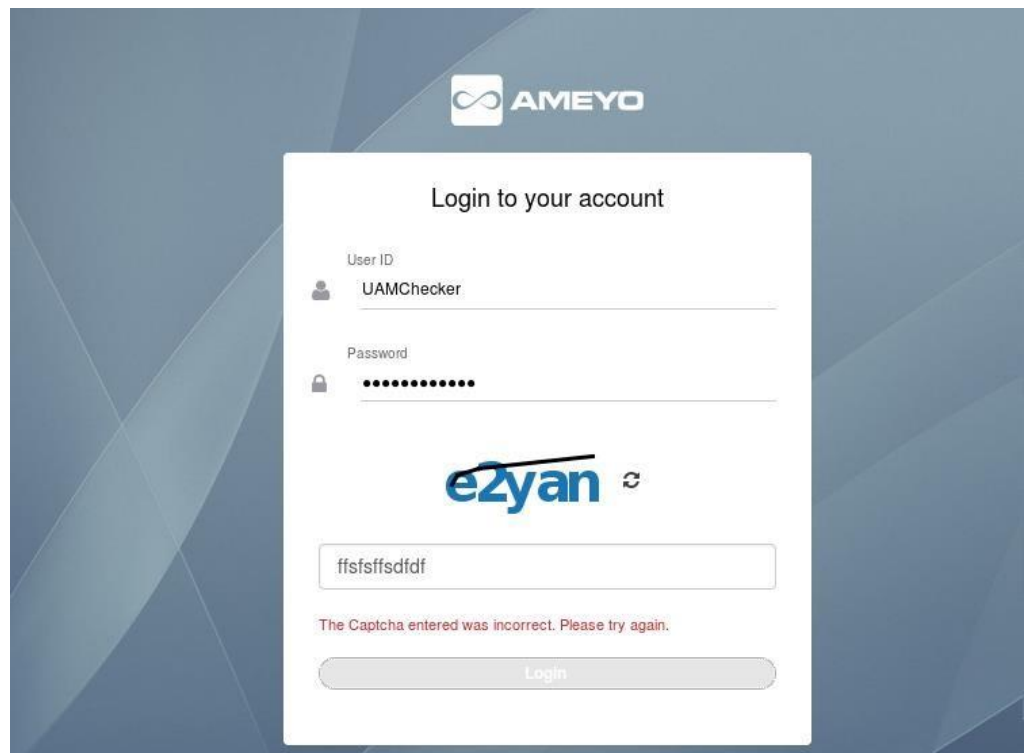 AMEYO
Login to your account
User ID
UAMChecker
Password
••••••••••••
e2yan
ffsfsffsdfdf
The Captcha entered was incorrect. Please try again.
Login